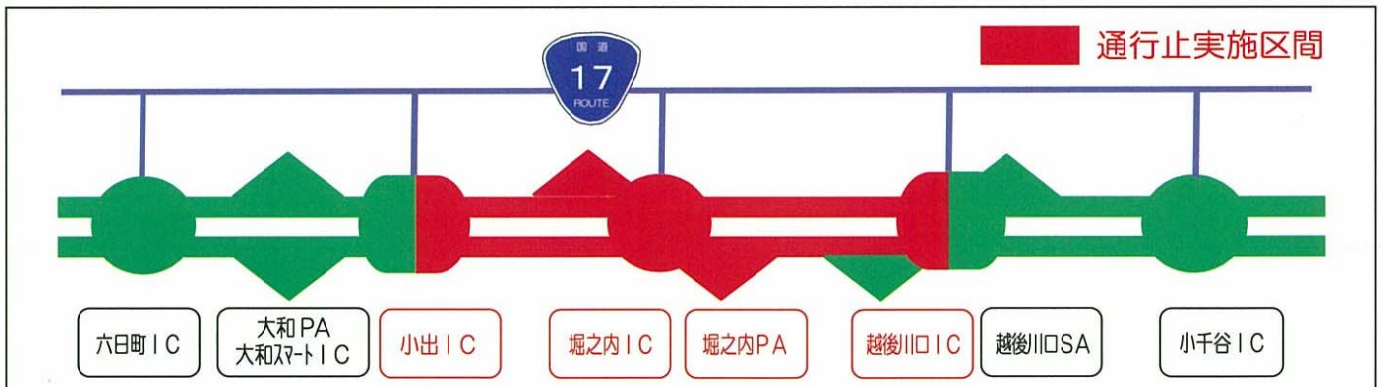 通行止実施区間
国道
17
ROUTE
六日町IC
大和PA
大和スマートIC
小出IC
堀之内IC
堀之内PA
越後川口IC
越後川口SA
小千谷IC